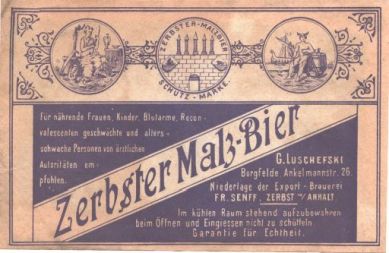 ZERBSTER-MALZBIER
SCHUTZ-MARKE.
Für nährende Frauen, Kinder, Blutarme, Recon-
valescenten geschwächte und alters-
schwache Personen von ärztlichen
Autoritäten em-
pfohlen.
Zerbster Malz-Bier
G. LUSCHEFSKI
Burgfelde, Ankelmannstr. 26.
Niederlage der Export-Brauerei
FR. SENFF, ZERBST in/ANHALT.
Im kühlen Raum stehend aufzubewahren
beim Öffnen und Eingiessen nicht zu schütteln
Garantie für Echtheit.